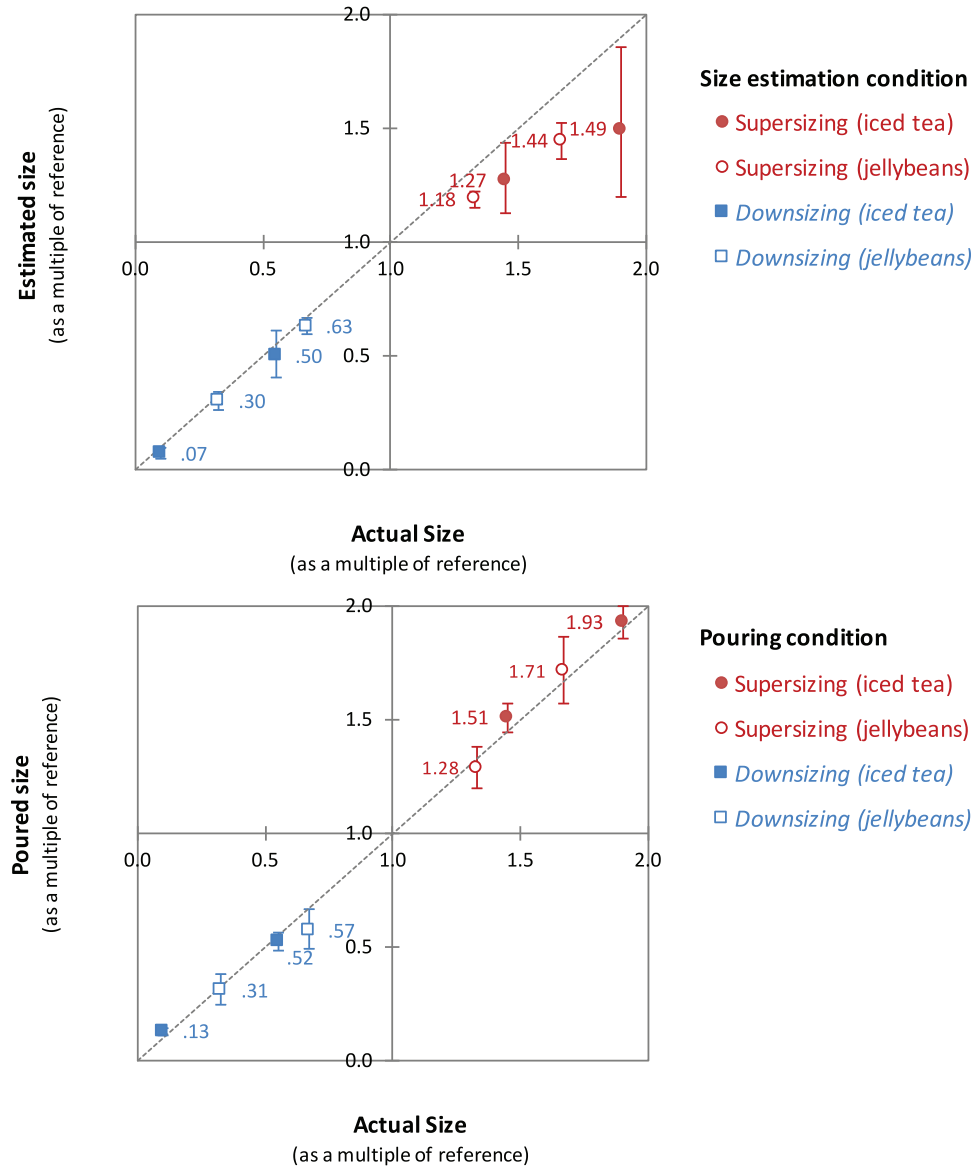 2.0
Size estimation condition
Supersizing (iced tea)
Supersizing (jellybeans)
Downsizing (iced tea)
Downsizing (jellybeans)
Estimated size
(as a multiple of reference)
1.5
1.44
1.49
1.27
1.18
1.0
0.0
0.5
1.0
1.5
2.0
.63
.50
0.5
.30
.07
0.0
Actual Size
(as a multiple of reference)
2.0
Pouring condition
Supersizing (iced tea)
Supersizing (jellybeans)
Downsizing (iced tea)
Downsizing (jellybeans)
Poured size
(as a multiple of reference)
1.93
1.71
1.5
1.51
1.28
1.0
0.0
0.5
1.0
1.5
2.0
.57
0.5
.52
.31
.13
0.0
Actual Size
(as a multiple of reference)